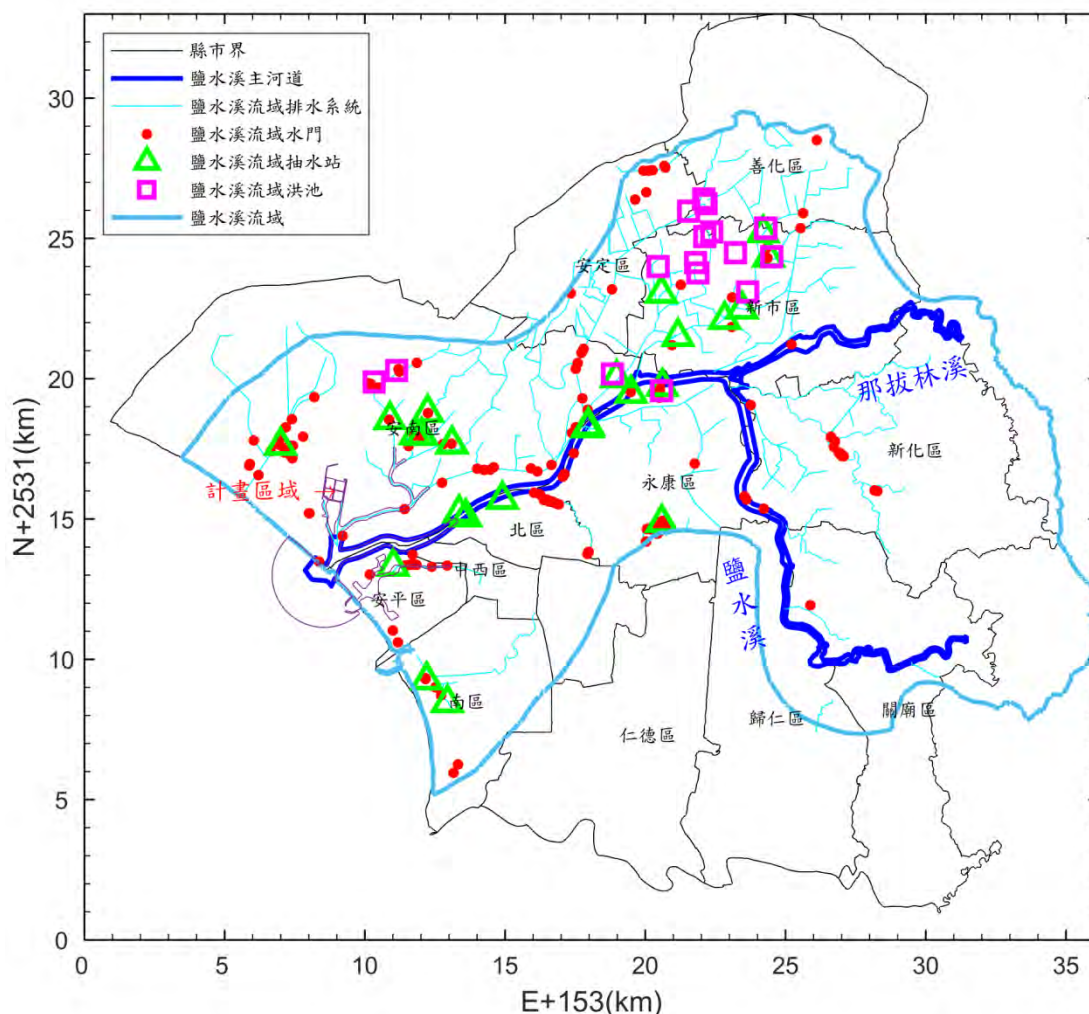 縣市界
鹽水溪主河道
鹽水溪流域排水系統
鹽水溪流域水門
鹽水溪流域抽水站
鹽水溪流域洪池
鹽水溪流域
善化區
安定區
新市區
那拔林溪
安南區
新化區
永康區
計畫區域 →
北區
中西區
安平區
鹽水溪
南區
仁德區
歸仁區
關廟區
30
25
20
15
10
5
0
N+2531(km)
0 5 10 15 20 25 30 35
E+153(km)